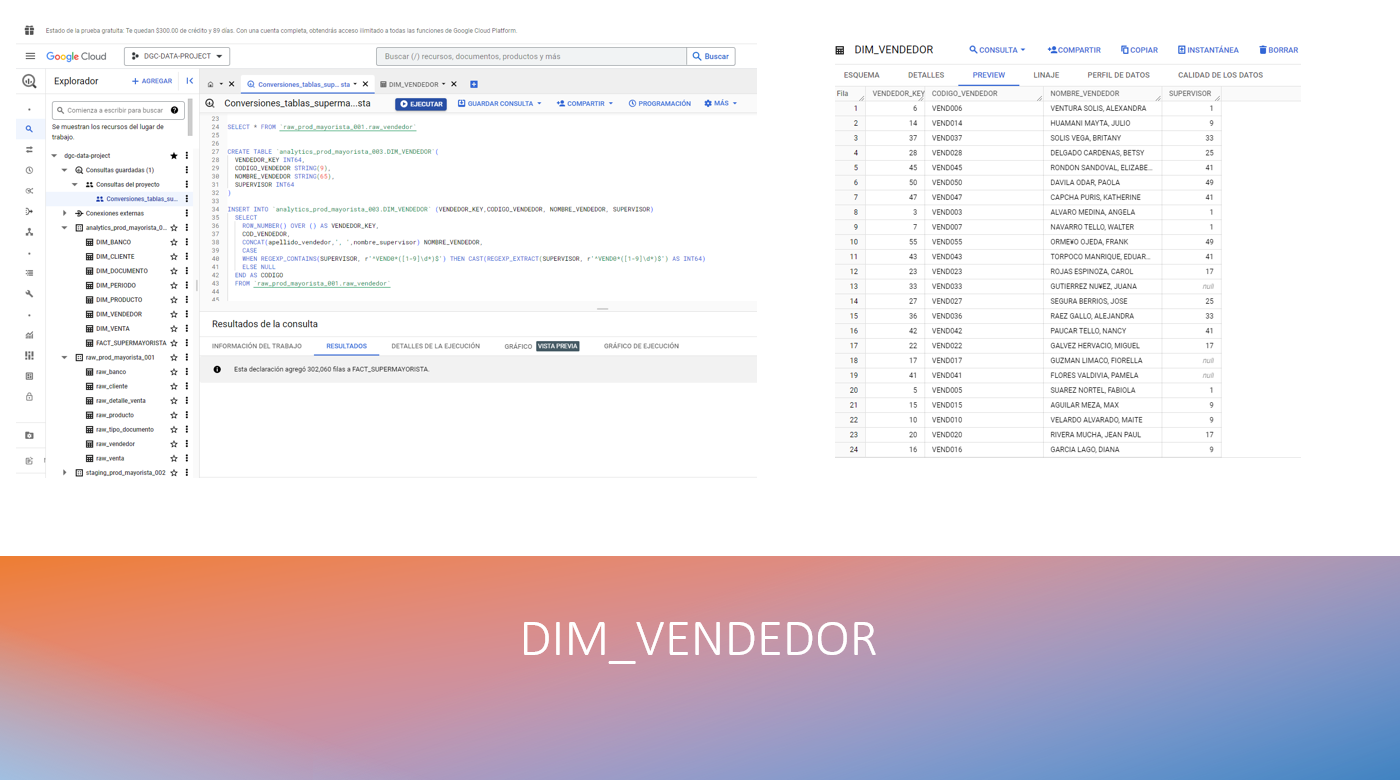 Estado de la prueba gratuita: Te quedan $300.00 de crédito y 89 días. Con una cuenta completa, obtendrás acceso ilimitado a todas las funciones de Google Cloud Platform.
Google Cloud
DGC-DATA-PROJECT
Buscar (/) recursos, documentos, productos y más
Buscar
Explorador
+ AGREGAR
Comienza a escribir para buscar
Se muestran los recursos del lugar de
trabajo.
dgc-data-project
Consultas guardadas (1)
Consultas del proyecto
Conversiones_tablas_su...
Conexiones externas
analytics_prod_mayorista_0...
DIM_BANCO
DIM_CLIENTE
DIM_DOCUMENTO
DIM_PERIODO
DIM_PRODUCTO
DIM_VENDEDOR
DIM_VENTA
FACT_SUPERMAYORISTA
raw_prod_mayorista_001
raw_banco
raw_cliente
raw_detalle_venta
raw_producto
raw_tipo_documento
raw_vendedor
raw_venta
staging_prod_mayorista_002
Conversiones_tablas_sup... sta
DIM_VENDEDOR
Conversiones_tablas_superma...sta
EJECUTAR
GUARDAR CONSULTA
COMPARTIR
PROGRAMACIÓN
MÁS
23
24 SELECT * FROM `raw_prod_mayorista_001.raw_vendedor`
25
26
27 CREATE TABLE `analytics_prod_mayorista_003.DIM_VENDEDOR`(
28 VENDEDOR_KEY INT64,
29 CODIGO_VENDEDOR STRING(9),
30 NOMBRE_VENDEDOR STRING(65),
31 SUPERVISOR INT64
32 )
33
34 INSERT INTO `analytics_prod_mayorista_003.DIM_VENDEDOR` (VENDEDOR_KEY,CODIGO_VENDEDOR, NOMBRE_VENDEDOR, SUPERVISOR)
35 SELECT
36 ROW_NUMBER() OVER () AS VENDEDOR_KEY,
37 COD_VENDEDOR,
38 CONCAT(apellido_vendedor,', ',nombre_supervisor) NOMBRE_VENDEDOR,
39 CASE
40 WHEN REGEXP_CONTAINS(SUPERVISOR, r'^VEND0*([1-9]\d*)$') THEN CAST(REGEXP_EXTRACT(SUPERVISOR, r'^VEND0*([1-9]\d*)$') AS INT64)
41 ELSE NULL
42 END AS CODIGO
43 FROM `raw_prod_mayorista_001.raw_vendedor`
44
45
Resultados de la consulta
INFORMACIÓN DEL TRABAJO
RESULTADOS
DETALLES DE LA EJECUCIÓN
GRÁFICO VISTA PREVIA
GRÁFICO DE EJECUCIÓN
Esta declaración agregó 302,060 filas a FACT_SUPERMAYORISTA.
DIM_VENDEDOR
CONSULTA
COMPARTIR
COPIAR
INSTANTÁNEA
BORRAR
ESQUEMA DETALLES PREVIEW LINAJE PERFIL DE DATOS CALIDAD DE LOS DATOS
Fila VENDEDOR_KEY CODIGO_VENDEDOR NOMBRE_VENDEDOR SUPERVISOR
1 6 VEND006 VENTURA SOLIS, ALEXANDRA 1
2 14 VEND014 HUAMANI MAYTA, JULIO 9
3 37 VEND037 SOLIS VEGA, BRITANY 33
4 28 VEND028 DELGADO CARDENAS, BETSY 25
5 45 VEND045 RONDON SANDOVAL, ELIZABE... 41
6 50 VEND050 DAVILA ODAR, PAOLA 49
7 47 VEND047 CAPCHA PURIS, KATHERINE 41
8 3 VEND003 ALVARO MEDINA, ANGELA 1
9 7 VEND007 NAVARRO TELLO, WALTER 1
10 55 VEND055 ORME¥O OJEDA, FRANK 49
11 43 VEND043 TORPOCO MANRIQUE, EDUAR... 41
12 23 VEND023 ROJAS ESPINOZA, CAROL 17
13 33 VEND033 GUTIERREZ NU¥EZ, JUANA null
14 27 VEND027 SEGURA BERRIOS, JOSE 25
15 36 VEND036 RAEZ GALLO, ALEJANDRA 33
16 42 VEND042 PAUCAR TELLO, NANCY 41
17 22 VEND022 GALVEZ HERVACIO, MIGUEL 17
18 17 VEND017 GUZMAN LIMACO, FIORELLA null
19 41 VEND041 FLORES VALDIVIA, PAMELA null
20 5 VEND005 SUAREZ NORTEL, FABIOLA 1
21 15 VEND015 AGUILAR MEZA, MAX 9
22 10 VEND010 VELARDO ALVARADO, MAITE 9
23 20 VEND020 RIVERA MUCHA, JEAN PAUL 17
24 16 VEND016 GARCIA LAGO, DIANA 9
DIM_VENDEDOR